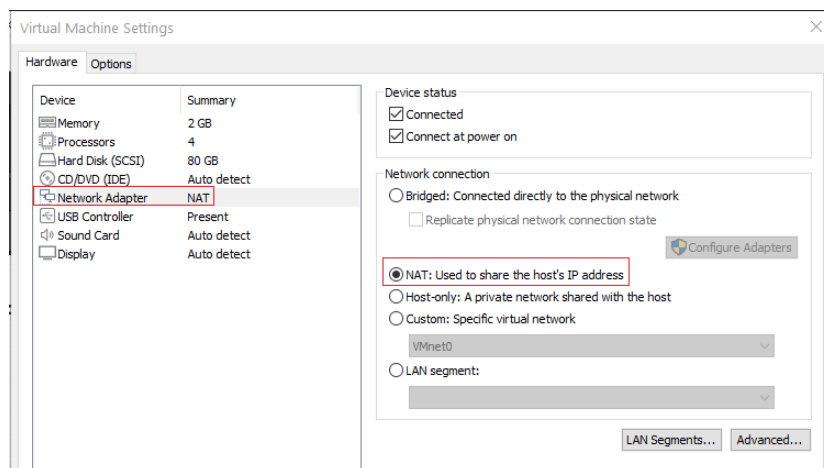 Virtual Machine Settings
Hardware Options
Device Summary
Memory 2 GB
Processors 4
Hard Disk (SCSI) 80 GB
CD/DVD (IDE) Auto detect
Network Adapter NAT
USB Controller Present
Sound Card Auto detect
Display Auto detect
Device status
Connected
Connect at power on
Network connection
Bridged: Connected directly to the physical network
Replicate physical network connection state
Configure Adapters
NAT: Used to share the host's IP address
Host-only: A private network shared with the host
Custom: Specific virtual network
VMnet0
LAN segment:
LAN Segments... Advanced...